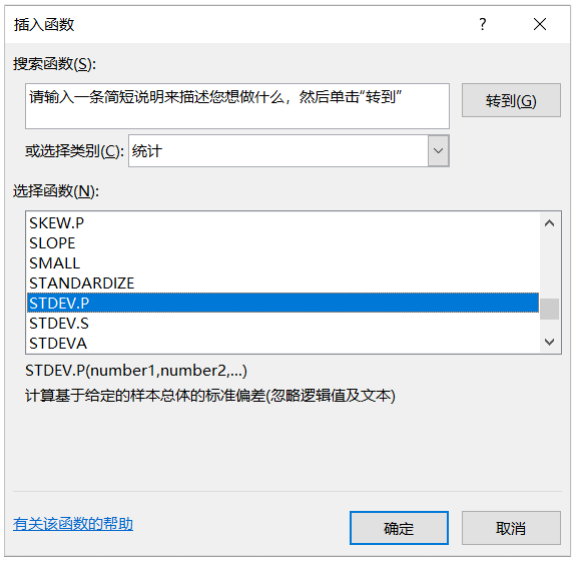 插入函数
搜索函数(S):
请输入一条简短说明来描述您想做什么，然后单击“转到”
转到(G)
或选择类别(C): 统计
选择函数(N):
SKEW.P
SLOPE
SMALL
STANDARDIZE
STDEV.P
STDEV.S
STDEVA
STDEV.P(number1,number2,...)
计算基于给定的样本总体的标准偏差(忽略逻辑值及文本)
有关该函数的帮助
确定
取消